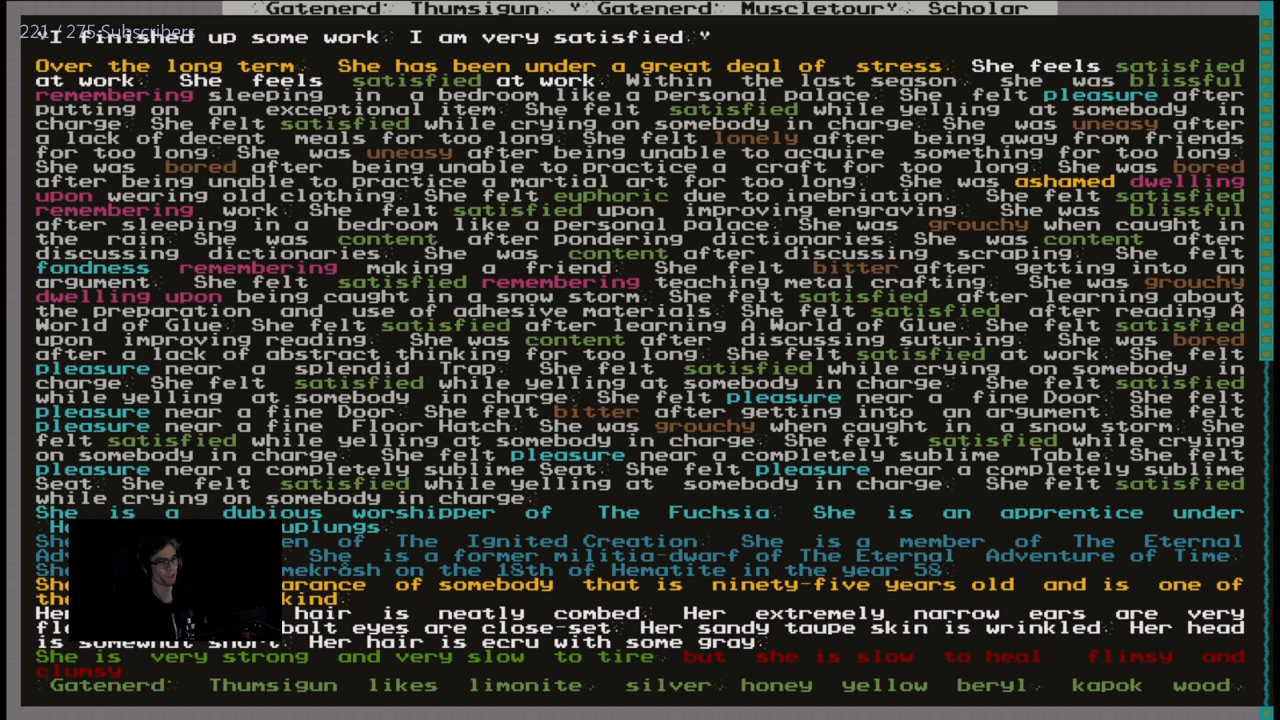 `Gatenerd` Thumsigun "Gatenerd Muscletour" Scholar
221 / 275 Subscribers
"I finished up some work I am very satisfied "
Over the long term She has been under a great deal of stress She feels satisfied
at work She feels satisfied at work Within the last season she was blissful
remembering sleeping in a bedroom like a personal palace She felt pleasure after
putting on an exceptional item She felt satisfied while yelling at somebody in
charge She felt satisfied while crying on somebody in charge She was uneasy after
a lack of decent meals for too long She felt lonely after being away from friends
for too long She was uneasy after being unable to acquire something for too long
She was bored after being unable to practice a craft for too long She was bored
after being unable to practice a martial art for too long She was ashamed dwelling
upon wearing old clothing She felt euphoric due to inebriation She felt satisfied
remembering work She felt satisfied upon improving engraving She was blissful
after sleeping in a bedroom like a personal palace She was grouchy when caught in
the rain She was content after pondering dictionaries She was content after
discussing dictionaries She was content after discussing scraping She felt
fondness remembering making a friend She felt bitter after getting into an
argument She felt satisfied remembering teaching metal crafting She was grouchy
dwelling upon being caught in a snow storm She felt satisfied after learning about
the preparation and use of adhesive materials She felt satisfied after reading A
World of Glue She felt satisfied after learning A World of Glue She felt satisfied
upon improving reading She was content after discussing suturing She was bored
after a lack of abstract thinking for too long She felt satisfied at work She felt
pleasure near a splendid Trap She felt satisfied while crying on somebody in
charge She felt satisfied while yelling at somebody in charge She felt satisfied
while yelling at somebody in charge She felt pleasure near a fine Door She felt
pleasure near a fine Door She felt bitter after getting into an argument She felt
pleasure near a fine Floor Hatch She was grouchy when caught in a snow storm She
felt satisfied while yelling at somebody in charge She felt satisfied while crying
on somebody in charge She felt pleasure near a completely sublime Table She felt
pleasure near a completely sublime Seat She felt pleasure near a completely sublime
Seat She felt satisfied while yelling at somebody in charge She felt satisfied
while crying on somebody in charge
She is a dubious worshipper of The Fuchsia She is an apprentice under
uplungs
of The Ignited Creation She is a member of The Eternal
She is a former militia-dwarf of The Eternal Adventure of Time
on the 18th of Hematite in the year 58
of somebody that is ninety-five years old and is one of
kind
hair is neatly combed Her extremely narrow ears are very
eyes are close-set Her sandy taupe skin is wrinkled Her head
is somewhat short Her hair is ecru with some gray
She is very strong and very slow to tire but she is slow to heal flimsy and
clumsy
`Gatenerd` Thumsigun likes limonite silver honey yellow beryl kapok wood